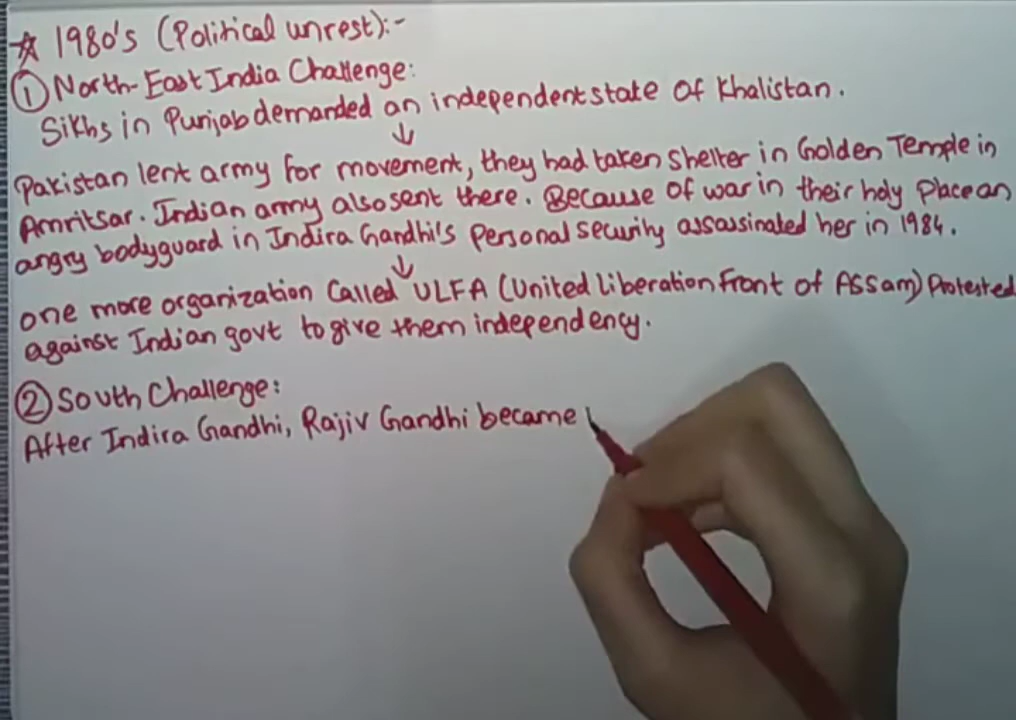 ☆ 1980's (Political unrest):-
① North-East India Challenge:
Sikhs in Punjab demanded an independent state of Khalistan.
↓
Pakistan lent army for movement, they had taken shelter in Golden Temple in
Amritsar. Indian army also sent there. Because of war in their holy place an
angry bodyguard in Indira Gandhi's personal security assassinated her in 1984.
↓
one more organization called ULFA (United liberation front of Assam) Protested
against Indian govt to give them independency.
② South Challenge:
After Indira Gandhi, Rajiv Gandhi became